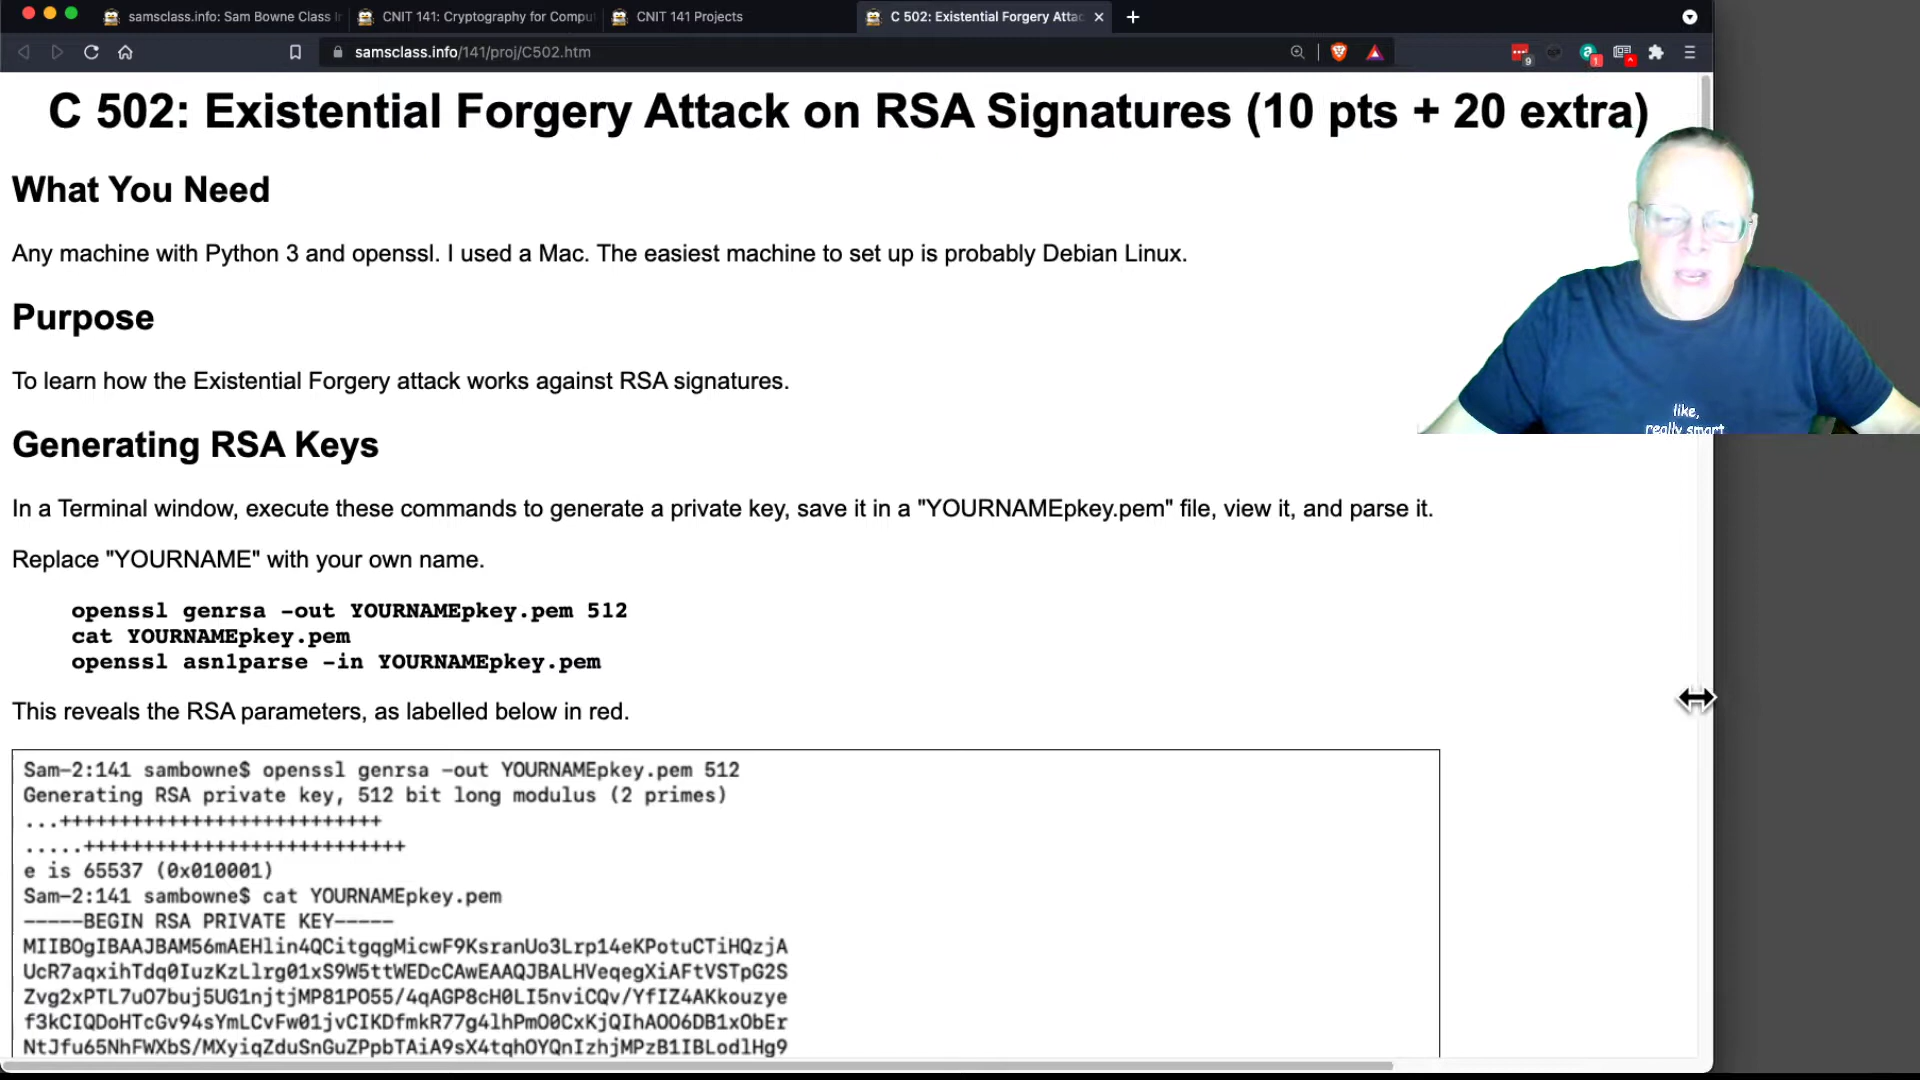 samsclass.info: Sam Bowne Class I
CNIT 141: Cryptography for Compu
CNIT 141 Projects
C 502: Existential Forgery Attac
samsclass.info/141/proj/C502.htm
9
1
C 502: Existential Forgery Attack on RSA Signatures (10 pts + 20 extra)
What You Need
Any machine with Python 3 and openssl. I used a Mac. The easiest machine to set up is probably Debian Linux.
Purpose
To learn how the Existential Forgery attack works against RSA signatures.
like,
really smart
Generating RSA Keys
In a Terminal window, execute these commands to generate a private key, save it in a "YOURNAMEpkey.pem" file, view it, and parse it.
Replace "YOURNAME" with your own name.
openssl genrsa -out YOURNAMEpkey.pem 512
cat YOURNAMEpkey.pem
openssl asn1parse -in YOURNAMEpkey.pem
This reveals the RSA parameters, as labelled below in red.
Sam-2:141 sambowne$ openssl genrsa -out YOURNAMEpkey.pem 512
Generating RSA private key, 512 bit long modulus (2 primes)
...+++++++++++++++++++++++++++
.....+++++++++++++++++++++++++++
e is 65537 (0x010001)
Sam-2:141 sambowne$ cat YOURNAMEpkey.pem
-----BEGIN RSA PRIVATE KEY-----
MIIBOgIBAAJBAM56mAEHlin4QCitgqgMicwF9KsranUo3Lrp14eKPotuCTiHQzjA
UcR7aqxihTdq0IuzKzLlrg01xS9W5ttWEDcCAwEAAQJBALHVeqegXiAFtVSTpG2S
Zvg2xPTL7uO7buj5UG1njtjMP81PO55/4qAGP8cH0LI5nviCQv/YfIZ4AKkouzye
f3kCIQDoHTcGv94sYmLCvFw01jvCIKDfmkR77g4lhPmO0CxKjQIhAOO6DB1xObEr
NtJfu65NhFWXbS/MXyiqZduSnGuZPpbTAiA9sX4tqhOYQnIzhjMPzB1IBLodlHg9